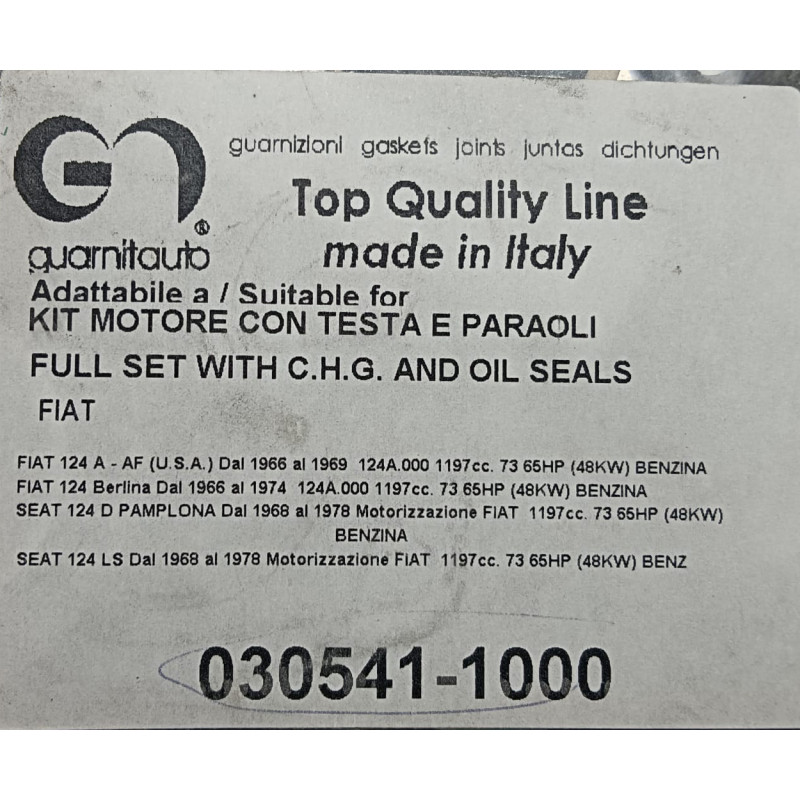 guarnizioni gaskets joints juntas dichtungen
Top Quality Line
made in Italy
guarnitauto®
Adattabile a / Suitable for
KIT MOTORE CON TESTA E PARAOLI
FULL SET WITH C.H.G. AND OIL SEALS
FIAT
FIAT 124 A - AF (U.S.A.) Dal 1966 al 1969 124A.000 1197cc. 73 65HP (48KW) BENZINA
FIAT 124 Berlina Dal 1966 al 1974 124A.000 1197cc. 73 65HP (48KW) BENZINA
SEAT 124 D PAMPLONA Dal 1968 al 1978 Motorizzazione FIAT 1197cc. 73 65HP (48KW)
BENZINA
SEAT 124 LS Dal 1968 al 1978 Motorizzazione FIAT 1197cc. 73 65HP (48KW) BENZ
030541-1000